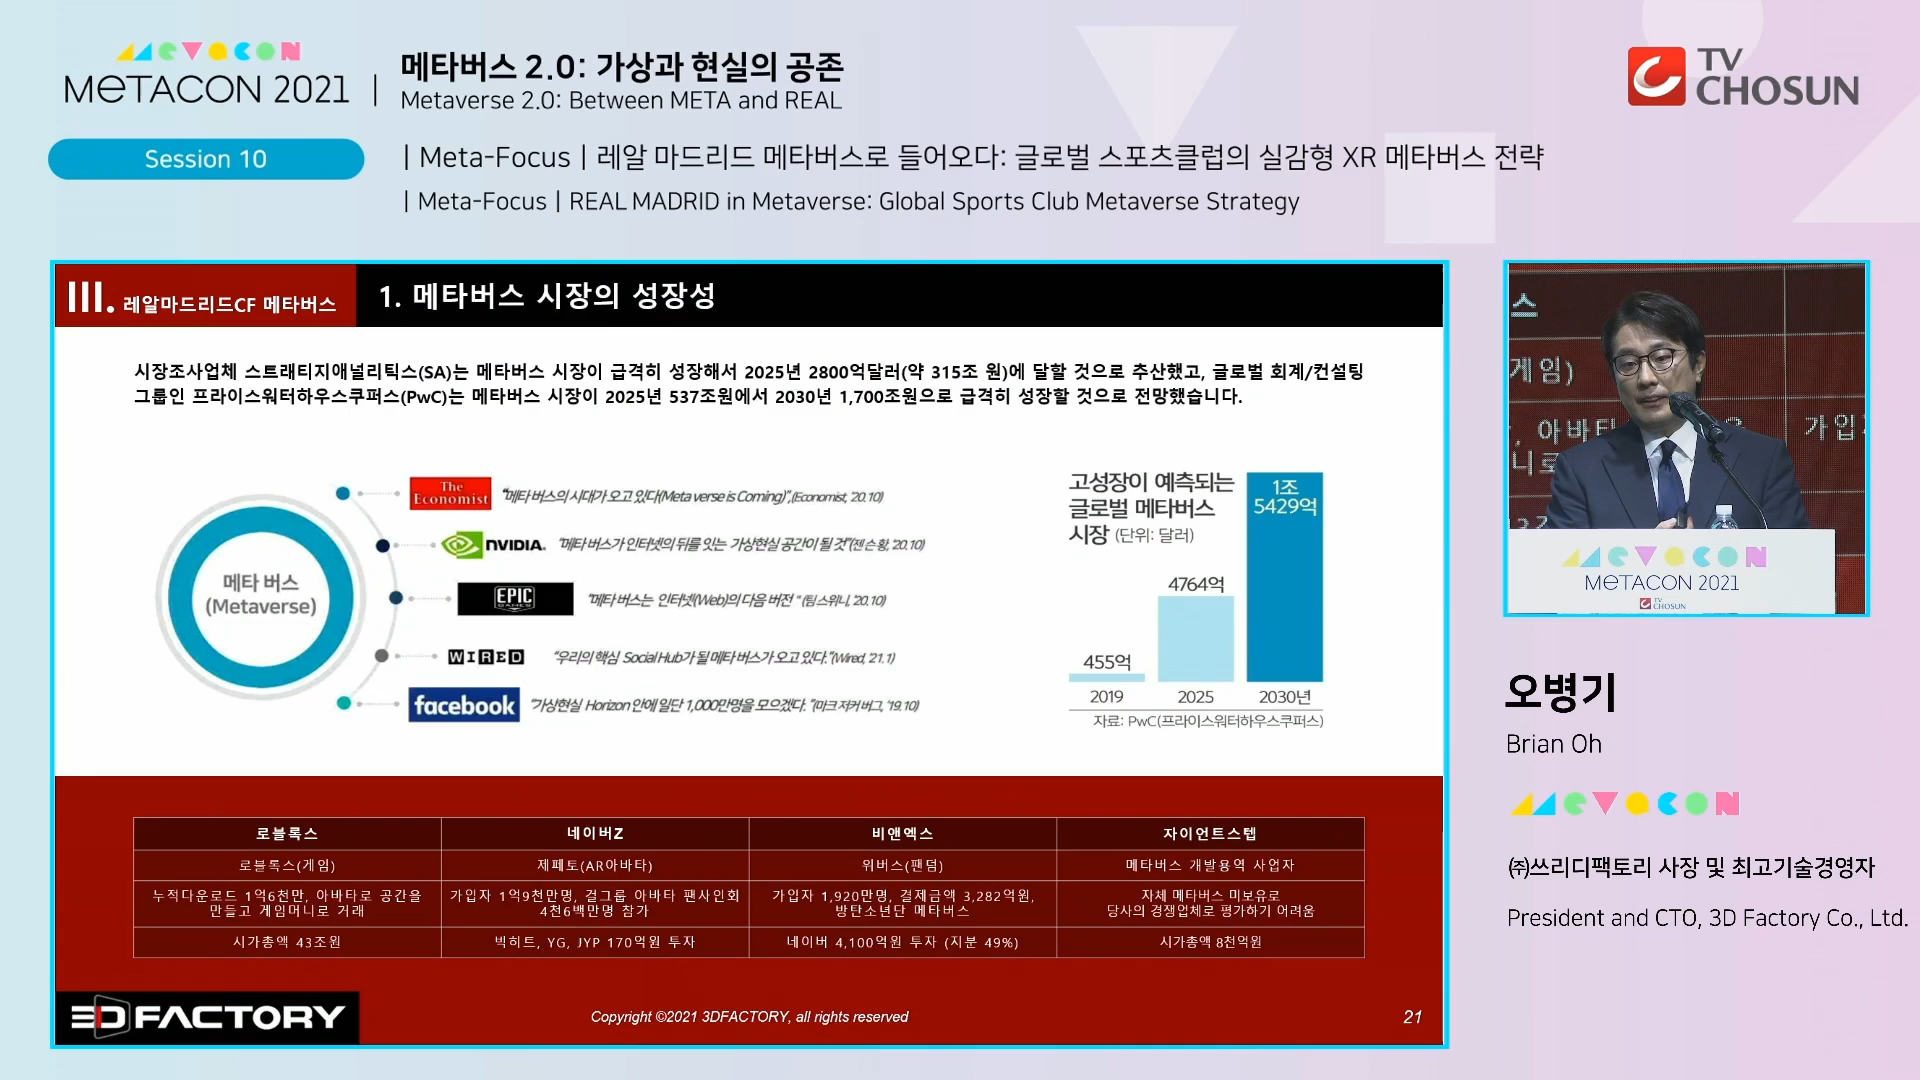 MEVACON
METACON 2021
메타버스 2.0: 가상과 현실의 공존
Metaverse 2.0: Between META and REAL
TV
CHOSUN
Session 10
| Meta-Focus | 레알 마드리드 메타버스로 들어오다: 글로벌 스포츠클럽의 실감형 XR 메타버스 전략
| Meta-Focus | REAL MADRID in Metaverse: Global Sports Club Metaverse Strategy
III. 레알마드리드CF 메타버스
1. 메타버스 시장의 성장성
시장조사업체 스트래티지애널리틱스(SA)는 메타버스 시장이 급격히 성장해서 2025년 2800억달러(약 315조 원)에 달할 것으로 추산했고, 글로벌 회계/컨설팅
그룹인 프라이스워터하우스쿠퍼스(PwC)는 메타버스 시장이 2025년 537조원에서 2030년 1,700조원으로 급격히 성장할 것으로 전망했습니다.
메타 버스
(Metaverse)
The
Economist
"메타 버스의 시대가 오고 있다(Meta verse is Coming)",(Economist, '20.10)
NVIDIA.
"메타 버스가 인터넷의 뒤를 잇는 가상현실 공간이 될 것"(젠슨 황, '20.10)
EPIC
GAMES
"메타 버스는 인터넷(Web)의 다음 버전 " (팀 스위니, '20.10)
WIRED
"우리의 핵심 Social Hub가 될 메타 버스가 오고 있다."(Wired, '21.1)
facebook
"가상현실 Horizon 안에 일단 1,000만명을 모으겠다. "(마크 저커버그, '19.10)
고성장이 예측되는
글로벌 메타버스
시장 (단위: 달러)
455억
4764억
1조
5429억
2019
2025
2030년
자료: PwC(프라이스워터하우스쿠퍼스)
로블록스
네이버Z
비앤엑스
자이언트스텝
로블록스(게임)
제페토(AR아바타)
위버스(팬덤)
메타버스 개발용역 사업자
누적다운로드 1억6천만, 아바타로 공간을
만들고 게임머니로 거래
가입자 1억9천만명, 걸그룹 아바타 팬사인회
4천6백만명 참가
가입자 1,920만명, 결제금액 3,282억원,
방탄소년단 메타버스
자체 메타버스 미보유로
당사의 경쟁업체로 평가하기 어려움
시가총액 43조원
빅히트, YG, JYP 170억원 투자
네이버 4,100억원 투자 (지분 49%)
시가총액 8천억원
3DFACTORY
Copyright ©2021 3DFACTORY, all rights reserved
21
스
게임)
아바타
가입
니로
MEVACON
METACON 2021
TV
CHOSUN
오병기
Brian Oh
MEVACON
㈜쓰리디팩토리 사장 및 최고기술경영자
President and CTO, 3D Factory Co., Ltd.